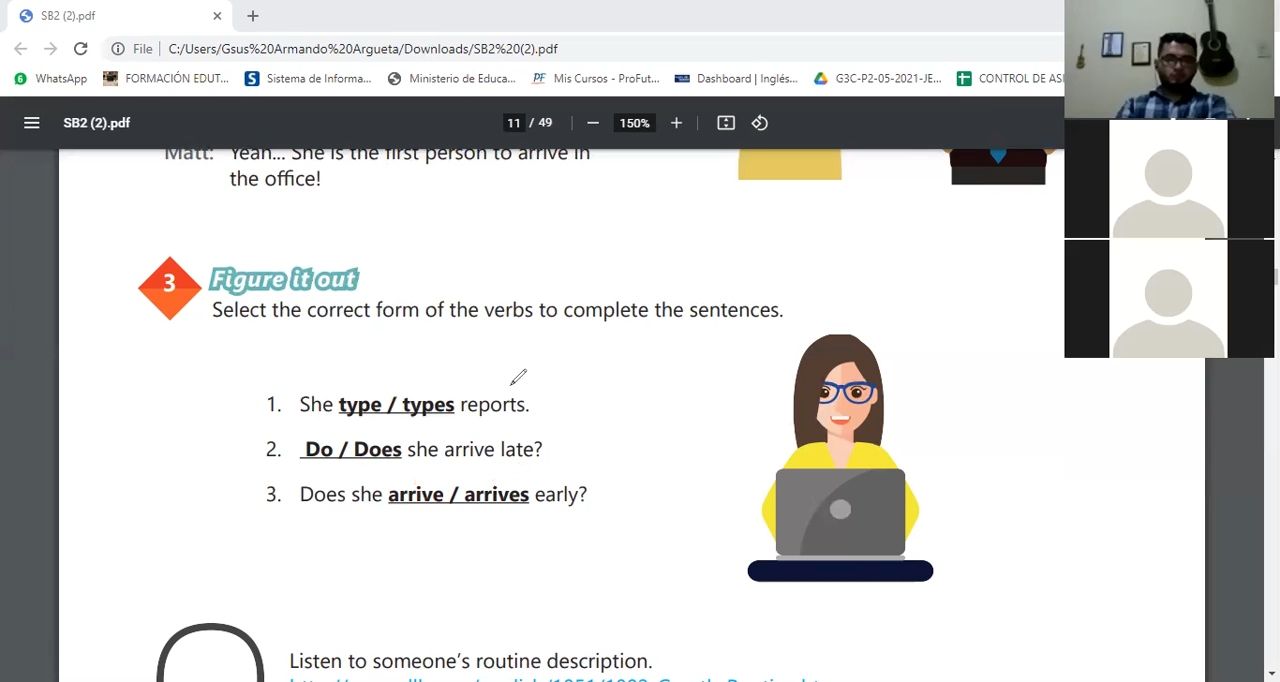 SB2 (2).pdf
File | C:/Users/Gsus%20Armando%20Argueta/Downloads/SB2%20(2).pdf
WhatsApp FORMACIÓN EDUT... Sistema de Informa... Ministerio de Educa... Mis Cursos - ProFut... Dashboard | Inglés... G3C-P2-05-2021-JE... CONTROL DE AS
SB2 (2).pdf 11 / 49 150%
Matt: Yeah... She is the first person to arrive in
the office!
3 Figure it out
Select the correct form of the verbs to complete the sentences.
1. She type / types reports.
2. Do / Does she arrive late?
3. Does she arrive / arrives early?
Listen to someone's routine description.